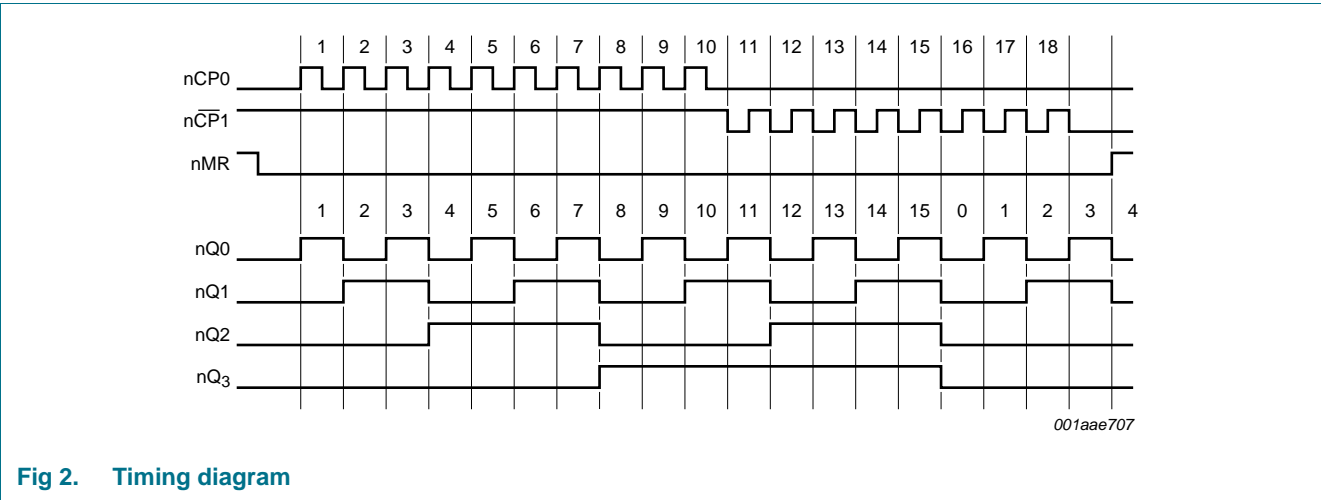 1 2 3 4 5 6 7 8 9 10 11 12 13 14 15 16 17 18
nCP0
nC̅P̅1
nMR
1 2 3 4 5 6 7 8 9 10 11 12 13 14 15 0 1 2 3 4
nQ0
nQ1
nQ2
nQ3
001aae707
Fig 2. Timing diagram